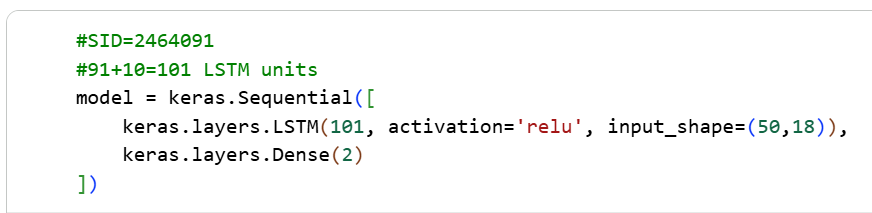 #SID=2464091
#91+10=101 LSTM units
model = keras.Sequential([
    keras.layers.LSTM(101, activation='relu', input_shape=(50,18)),
    keras.layers.Dense(2)
])